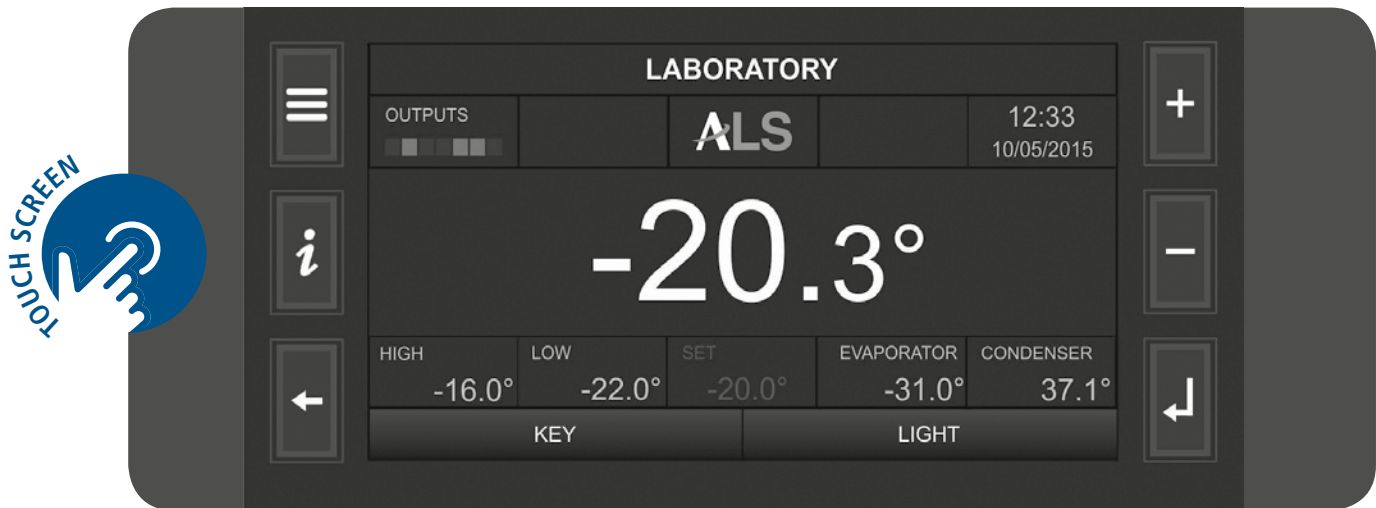 TOUCH SCREEN
LABORATORY
OUTPUTS
ALS
12:33
10/05/2015
-20.3°
HIGH
-16.0°
LOW
-22.0°
SET
-20.0°
EVAPORATOR
-31.0°
CONDENSER
37.1°
KEY
LIGHT
i
+
-